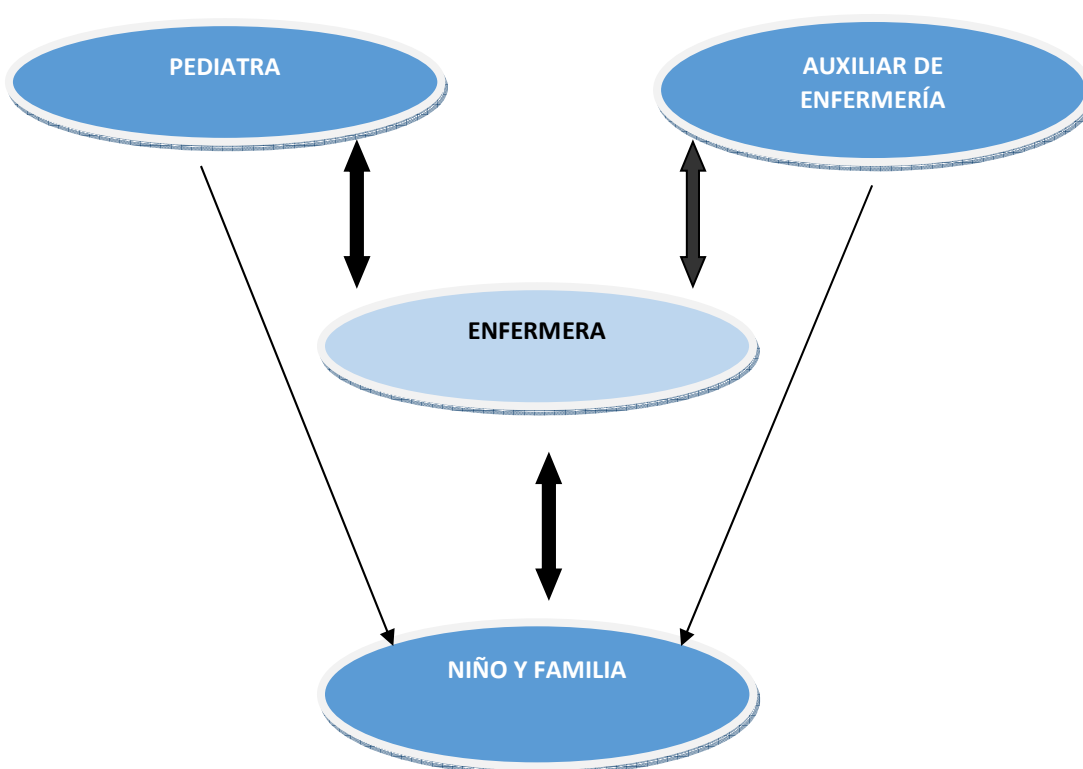 PEDIATRA
AUXILIAR DE
ENFERMERÍA
ENFERMERA
NIÑO Y FAMILIA